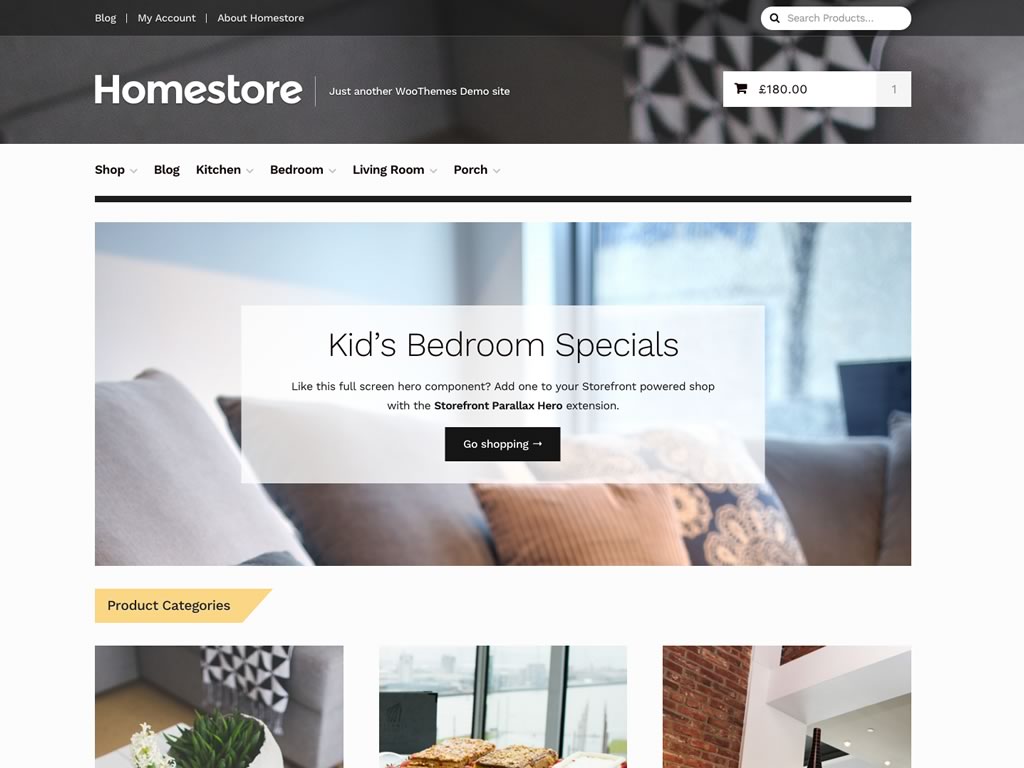 Blog | My Account | About Homestore
Search Products...
Homestore
Just another WooThemes Demo site
£180.00
1
Shop
Blog
Kitchen
Bedroom
Living Room
Porch
Kid’s Bedroom Specials
Like this full screen hero component? Add one to your Storefront powered shop
with the Storefront Parallax Hero extension.
Go shopping →
Product Categories